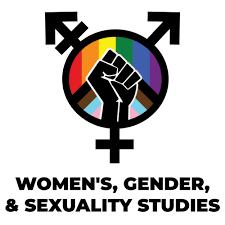 WOMEN'S, GENDER,
& SEXUALITY STUDIES